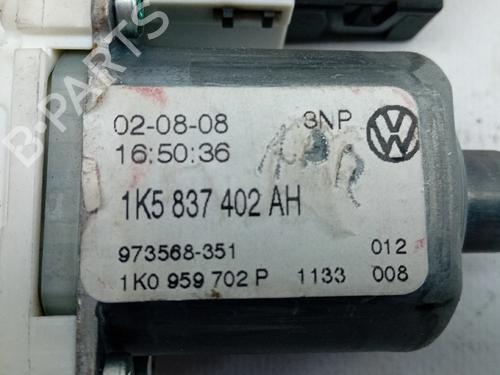 02-08-08 3NP
16:50:36
1K5 837 402 AH
973568-351 012
1K0 959 702 P 1133 008
B-Parts